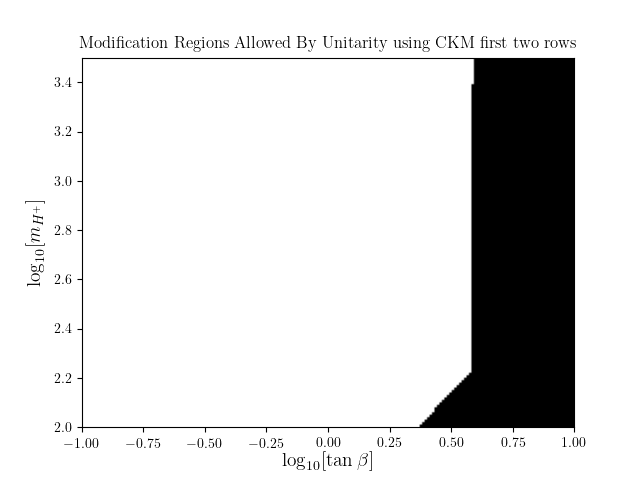 Modification Regions Allowed By Unitarity using CKM first two rows
3.4
3.2
3.0
2.8
2.6
2.4
2.2
2.0
log₁₀[m_{H⁺}]
−1.00 −0.75 −0.50 −0.25 0.00 0.25 0.50 0.75 1.00
log₁₀[tan β]